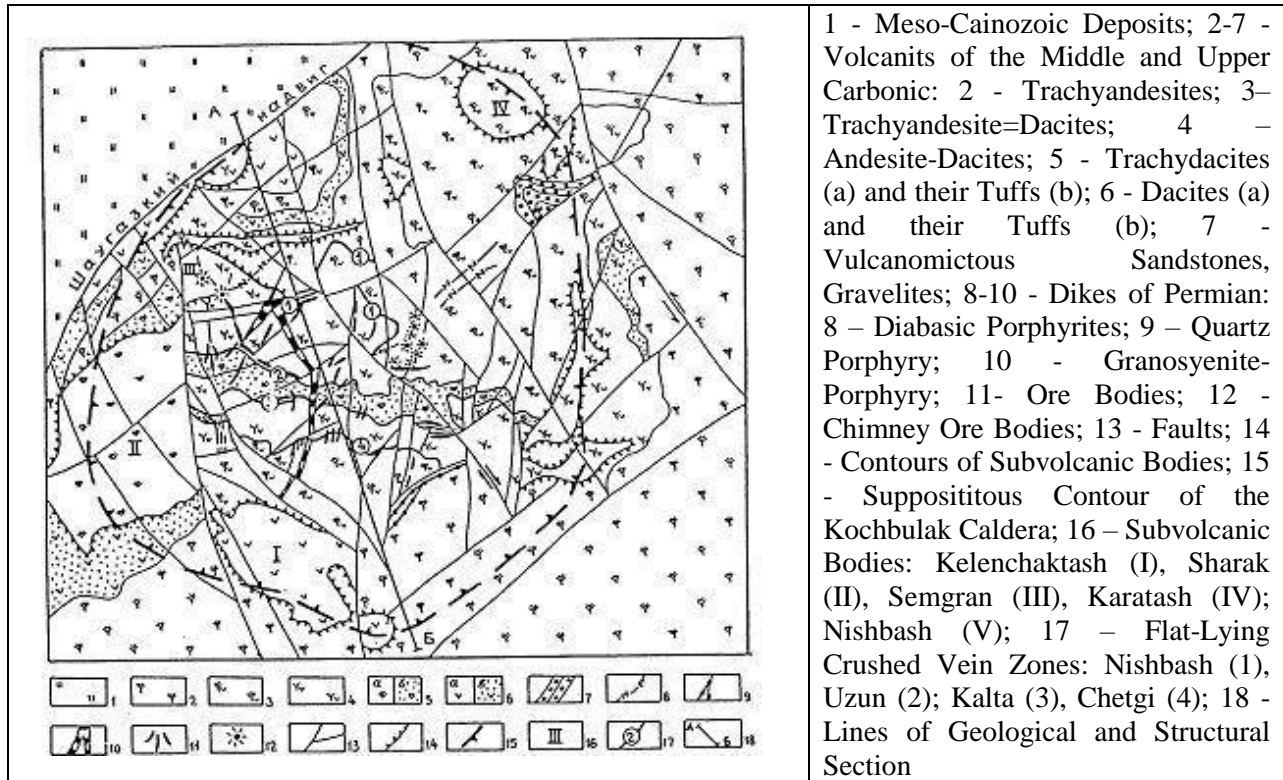 Шаугазкий
надвиг
А
IV
III
1
1
II
I
Б
1
2
3
4
а б 5
а б 6
7
8
9
10
11
12
13
14
15
III 16
2 17
А Б 18
1 - Meso-Cainozoic Deposits; 2-7 -
Volcanits of the Middle and Upper
Carbonic: 2 - Trachyandesites; 3–
Trachyandesite=Dacites; 4 –
Andesite-Dacites; 5 - Trachydacites
(a) and their Tuffs (b); 6 - Dacites (a)
and their Tuffs (b); 7 -
Vulcanomictous Sandstones,
Gravelites; 8-10 - Dikes of Permian:
8 – Diabasic Porphyrites; 9 – Quartz
Porphyry; 10 - Granosyenite-
Porphyry; 11- Ore Bodies; 12 -
Chimney Ore Bodies; 13 - Faults; 14
- Contours of Subvolcanic Bodies; 15
- Supposititous Contour of the
Kochbulak Caldera; 16 – Subvolcanic
Bodies: Kelenchaktash (I), Sharak
(II), Semgran (III), Karatash (IV);
Nishbash (V); 17 – Flat-Lying
Crushed Vein Zones: Nishbash (1),
Uzun (2); Kalta (3), Chetgi (4); 18 -
Lines of Geological and Structural
Section